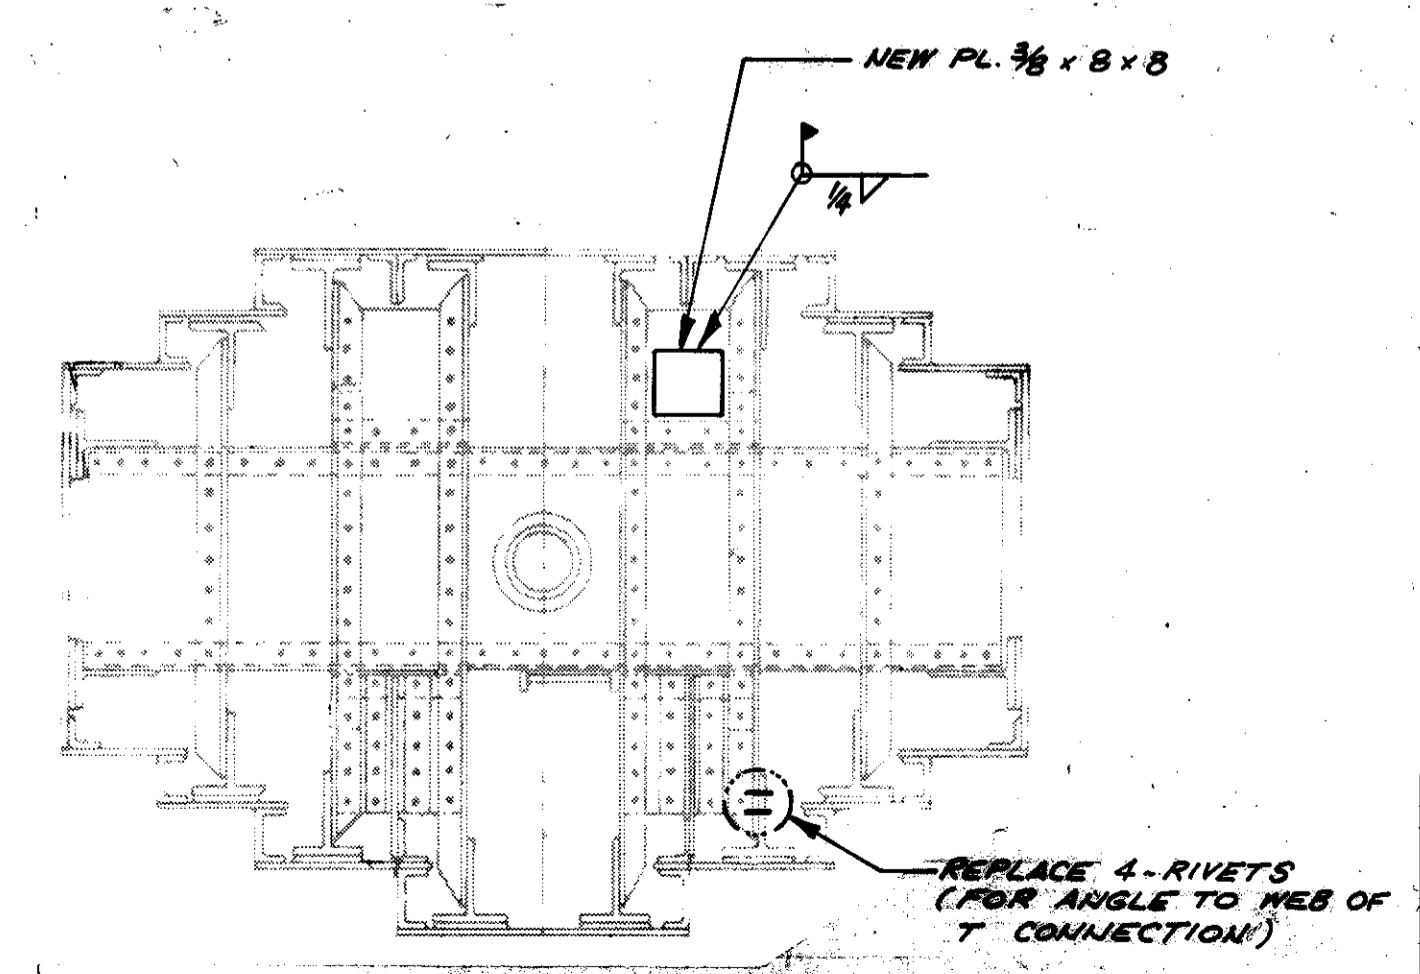 NEW PL. 3/8 x 8 x 8
1/4
REPLACE 4-RIVETS
(FOR ANGLE TO WEB OF
T CONNECTION)